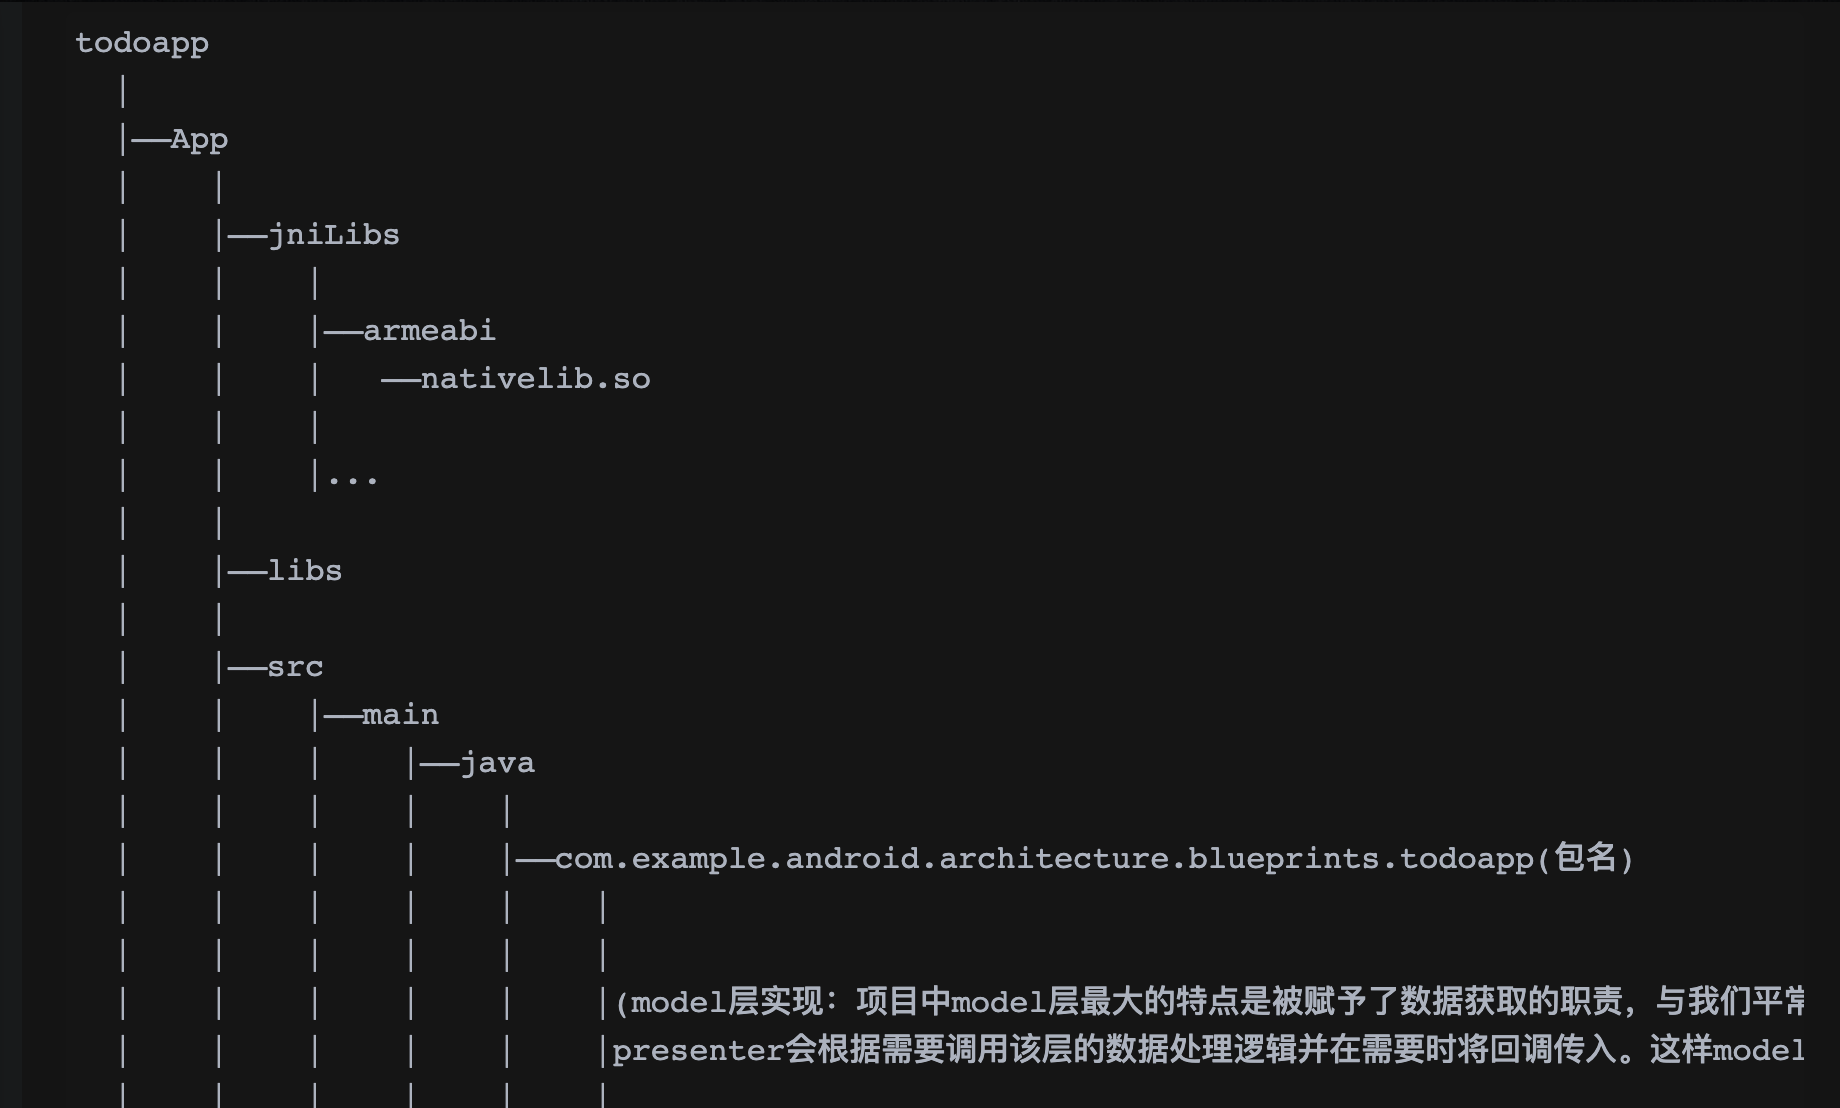 todoapp
|
|——App
|    |
|    |——jniLibs
|    |    |
|    |    |——armeabi
|    |    |   ——nativelib.so
|    |    |
|    |    |...
|    |
|    |——libs
|    |
|    |——src
|    |    |——main
|    |    |    |——java
|    |    |    |    |
|    |    |    |    |——com.example.android.architecture.blueprints.todoapp(包名)
|    |    |    |    |    |
|    |    |    |    |    |
|    |    |    |    |    |(model层实现：项目中model层最大的特点是被赋予了数据获取的职责，与我们平常
|    |    |    |    |    |presenter会根据需要调用该层的数据处理逻辑并在需要时将回调传入。这样model
|    |    |    |    |    |